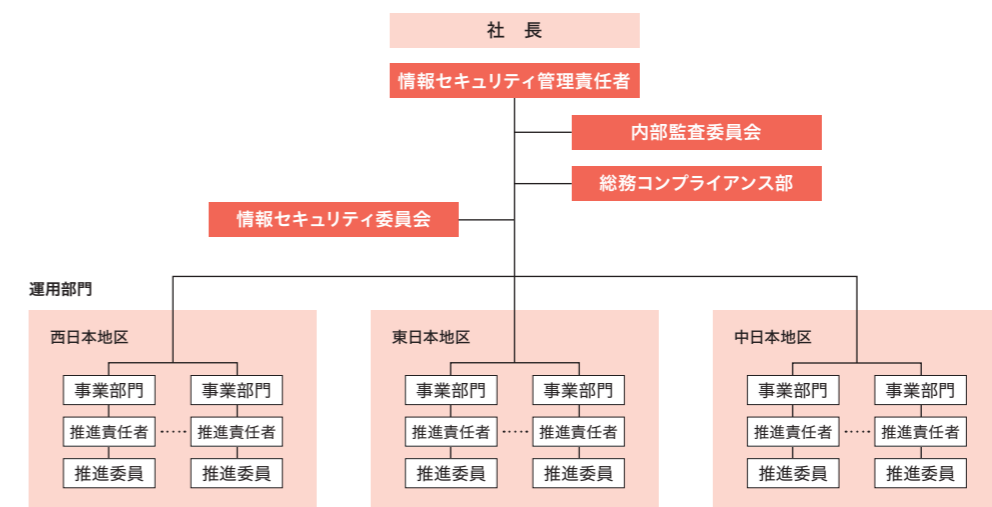 社　長
情報セキュリティ管理責任者
内部監査委員会
総務コンプライアンス部
情報セキュリティ委員会
運用部門
西日本地区
事業部門 事業部門
推進責任者 推進責任者
推進委員 推進委員
東日本地区
事業部門 事業部門
推進責任者 推進責任者
推進委員 推進委員
中日本地区
事業部門 事業部門
推進責任者 推進責任者
推進委員 推進委員